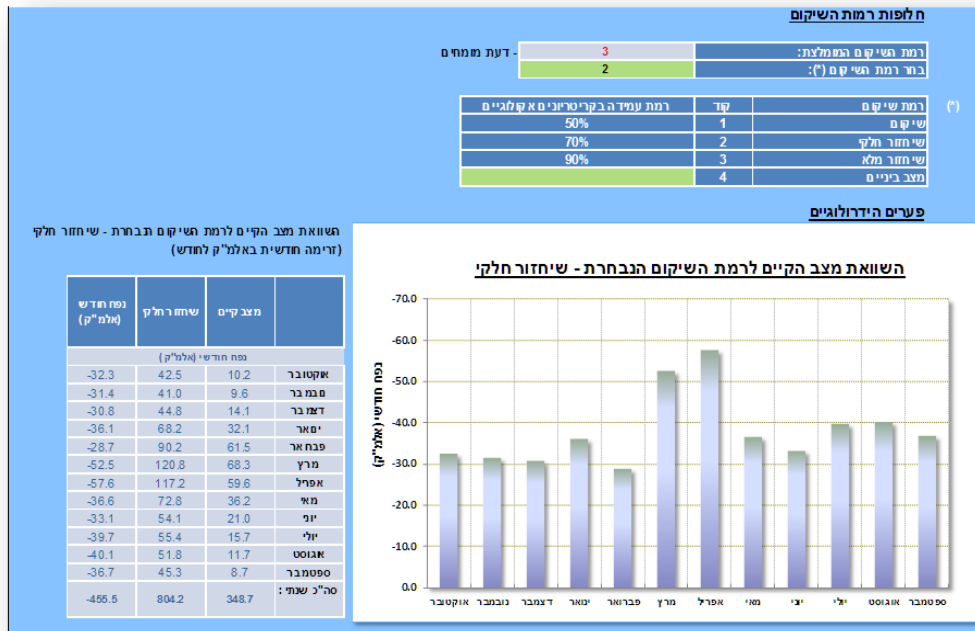 חלופות רמות השיקום
רמת השיקום המומלצת: 3 - דעת מומחים
בחר רמת השיקום (*): 2
(*) רמת שיקום קוד רמת עמידה בקריטריונים אקולוגיים
שיקום 1 50%
שיחזור חלקי 2 70%
שיחזור מלא 3 90%
מצב ביניים 4
פערים הידרולוגיים
השוואת מצב הקיים לרמת השיקום הנבחרת - שיחזור חלקי
-70.0
-60.0
-50.0
-40.0
-30.0
-20.0
-10.0
0.0
נפח חודשי (אלמ"ק)
אוקטובר נובמבר דצמבר ינואר פברואר מרץ אפריל מאי יוני יולי אוגוסט ספטמבר
השוואת מצב הקיים לרמת השיקום הנבחרת - שיחזור חלקי
(זרימה חודשית באלמ"ק לחודש)
מצב קיים שיחזור חלקי נפח חודשי
(אלמ"ק)
נפח חודשי (אלמ"ק)
אוקטובר 10.2 42.5 -32.3
נובמבר 9.6 41.0 -31.4
דצמבר 14.1 44.8 -30.8
ינואר 32.1 68.2 -36.1
פברואר 61.5 90.2 -28.7
מרץ 68.3 120.8 -52.5
אפריל 59.6 117.2 -57.6
מאי 36.2 72.8 -36.6
יוני 21.0 54.1 -33.1
יולי 15.7 55.4 -39.7
אוגוסט 11.7 51.8 -40.1
ספטמבר 8.7 45.3 -36.7
סה"כ שנתי: 348.7 804.2 -455.5